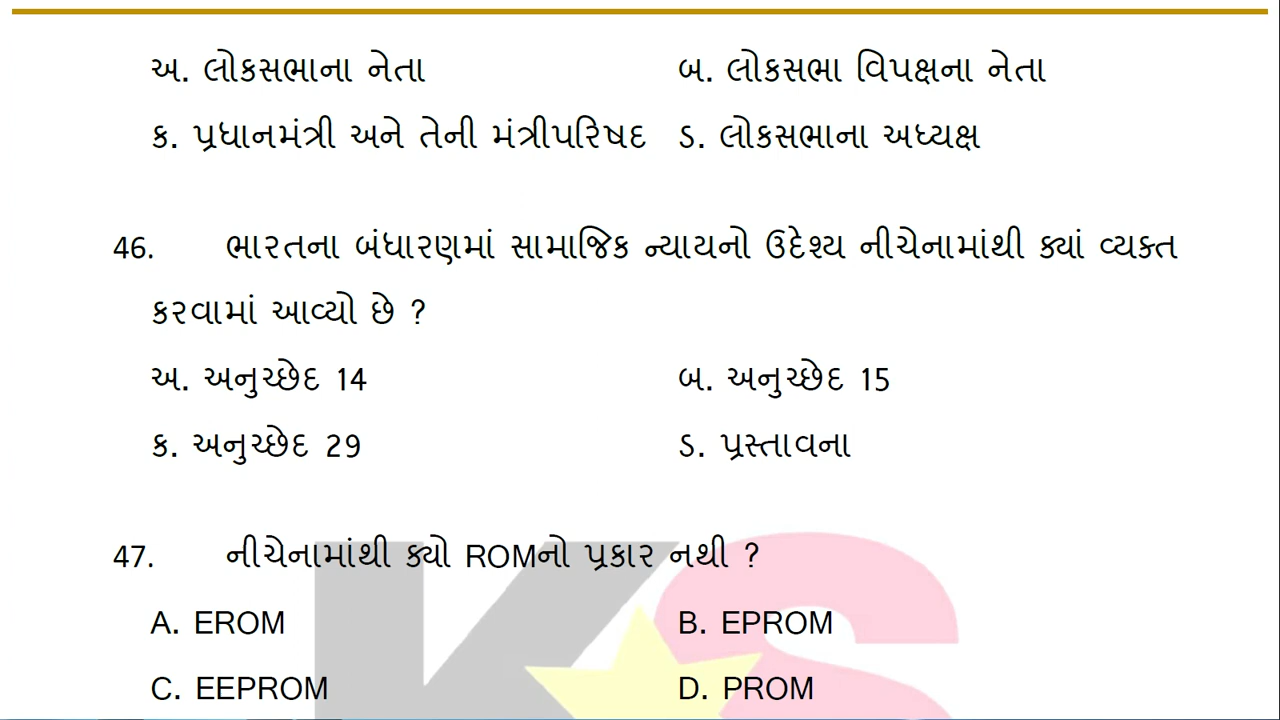 અ. લોકસભાના નેતા બ. લોકસભા વિપક્ષના નેતા
ક. પ્રધાનમંત્રી અને તેની મંત્રીપરિષદ ડ. લોકસભાના અધ્યક્ષ
46. ભારતના બંધારણમાં સામાજિક ન્યાયનો ઉદેશ્ય નીચેનામાંથી ક્યાં વ્યક્ત
કરવામાં આવ્યો છે ?
અ. અનુચ્છેદ 14 બ. અનુચ્છેદ 15
ક. અનુચ્છેદ 29 ડ. પ્રસ્તાવના
47. નીચેનામાંથી ક્યો ROMનો પ્રકાર નથી ?
A. EROM B. EPROM
C. EEPROM D. PROM
KS